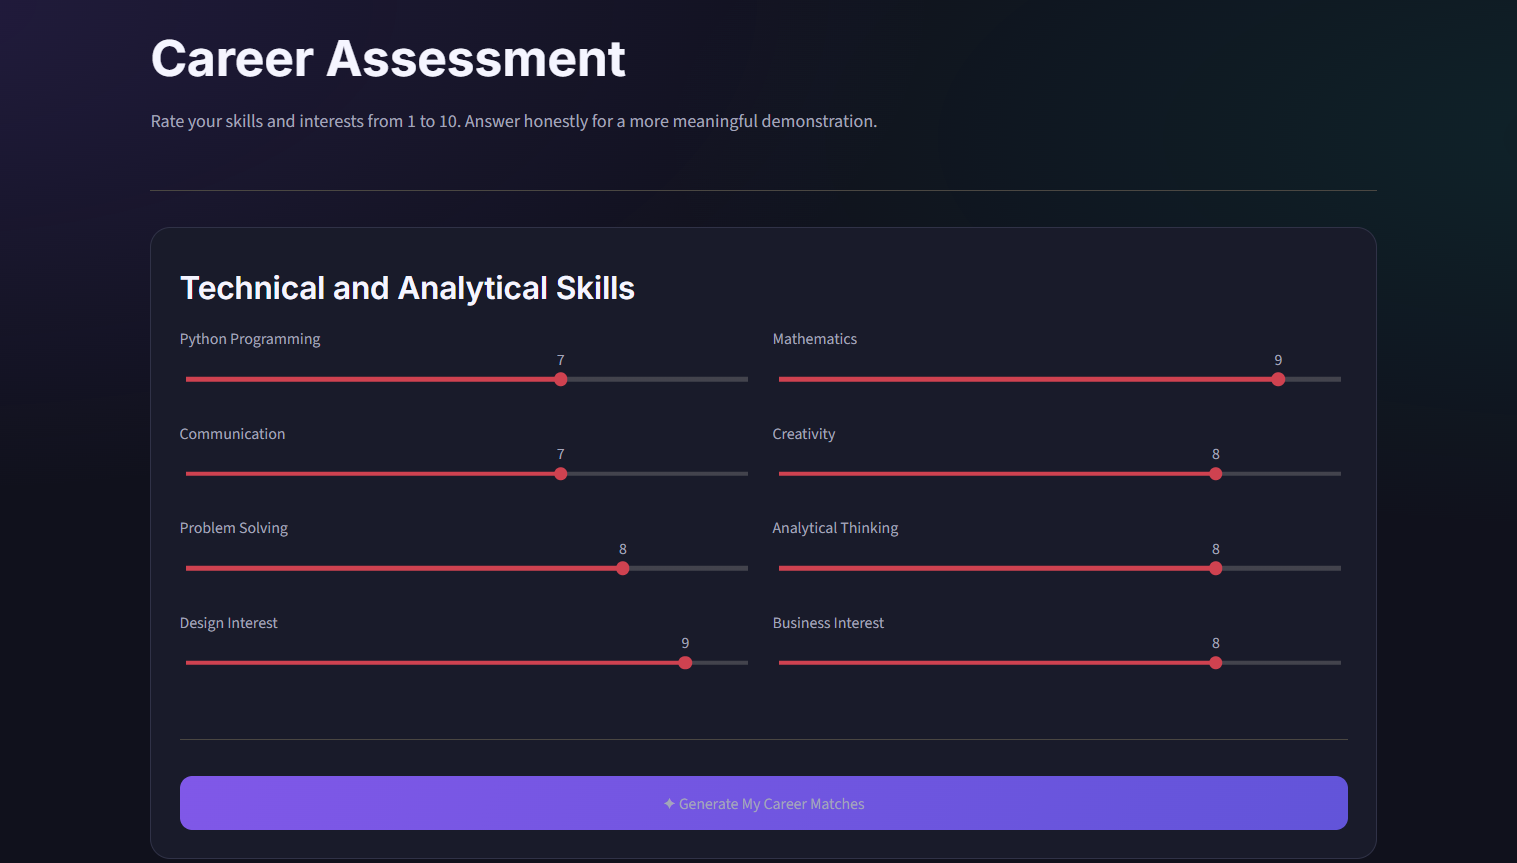 Career Assessment
Rate your skills and interests from 1 to 10. Answer honestly for a more meaningful demonstration.
Technical and Analytical Skills
Python Programming
7
Mathematics
9
Communication
7
Creativity
8
Problem Solving
8
Analytical Thinking
8
Design Interest
9
Business Interest
8
✦ Generate My Career Matches